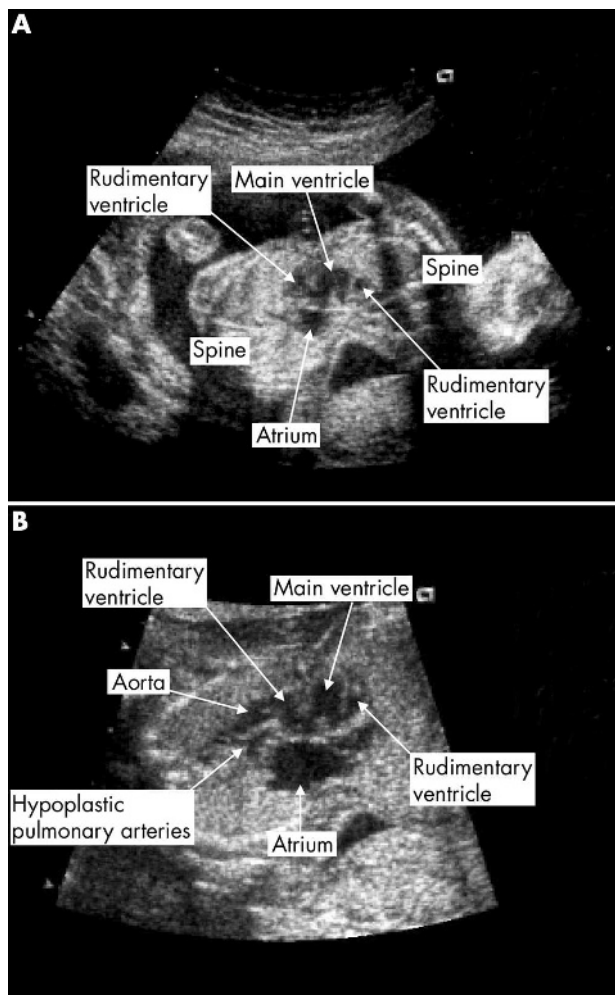 A
Rudimentary
ventricle
Main ventricle
Spine
Spine
Rudimentary
ventricle
Atrium
B
Rudimentary
ventricle
Main ventricle
Aorta
Rudimentary
ventricle
Hypoplastic
pulmonary arteries
Atrium